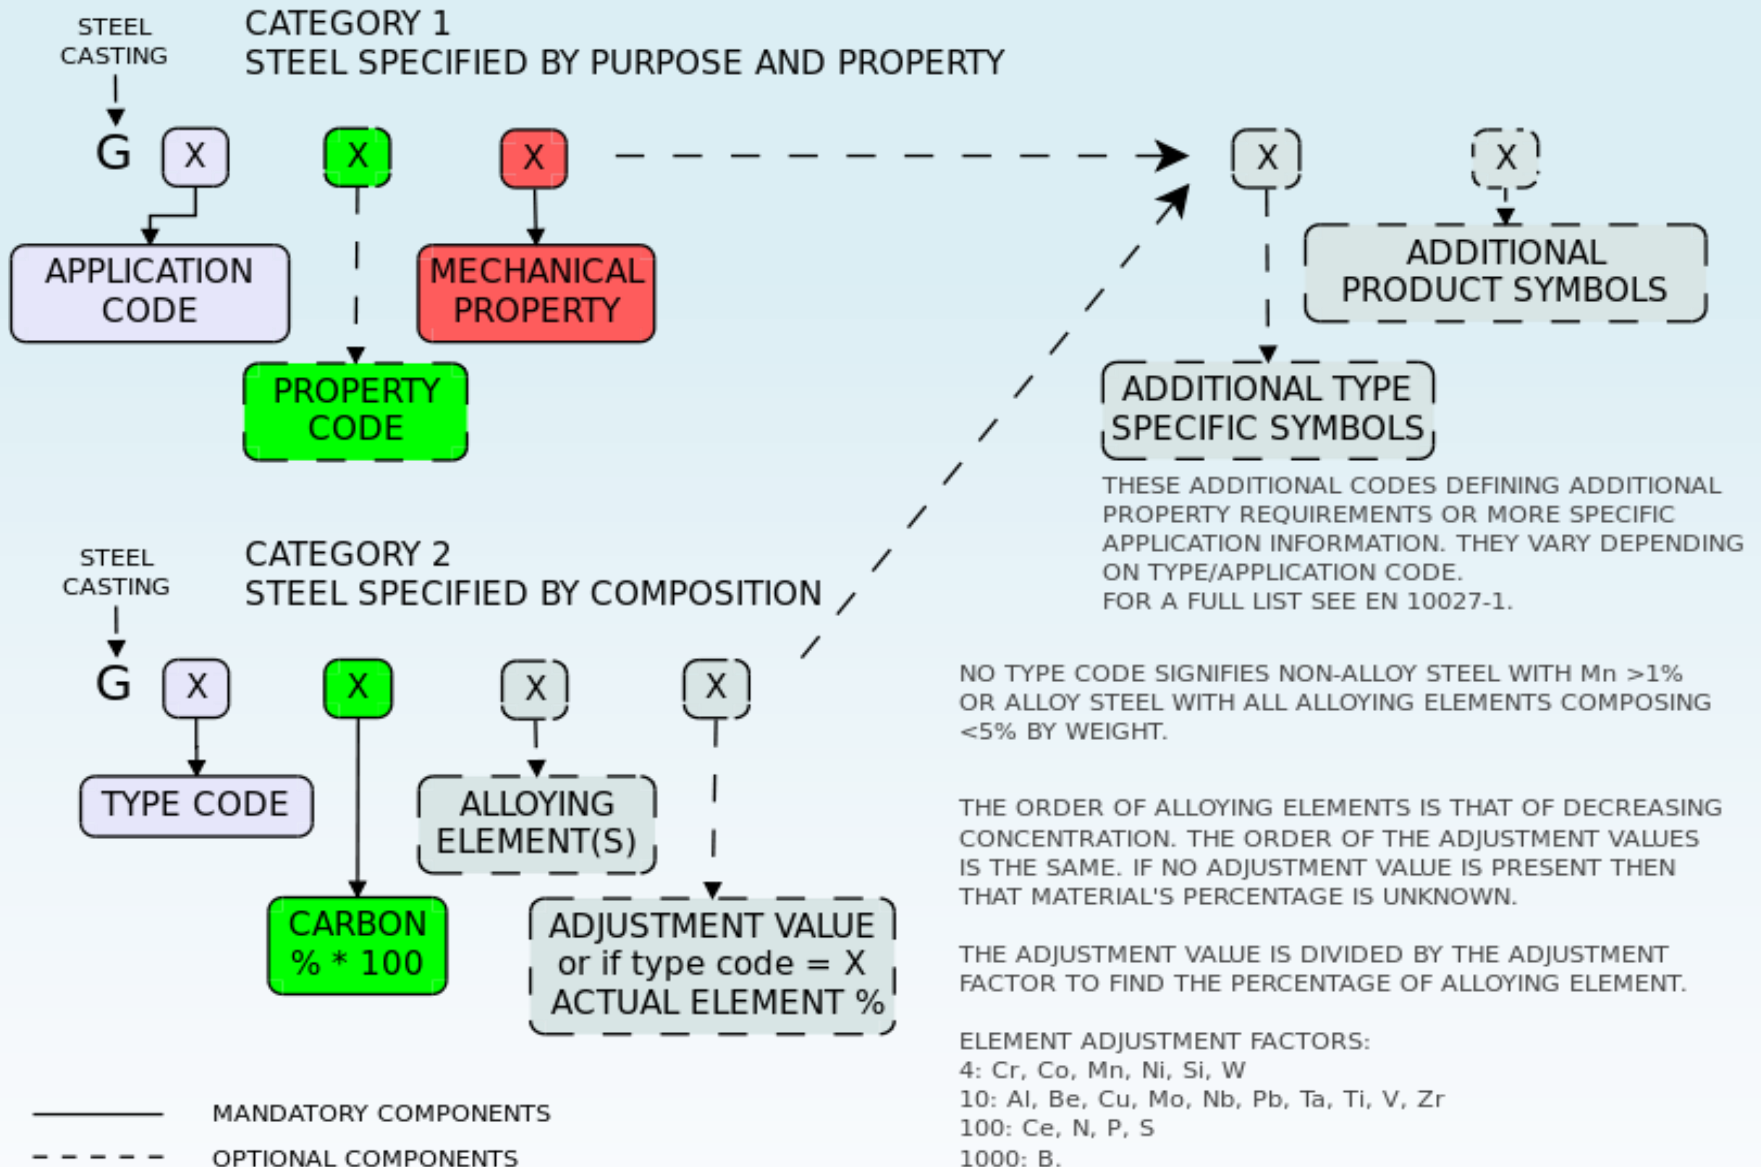 STEEL
CASTING
CATEGORY 1
STEEL SPECIFIED BY PURPOSE AND PROPERTY
G
X
X
X
X
X
APPLICATION
CODE
MECHANICAL
PROPERTY
ADDITIONAL
PRODUCT SYMBOLS
PROPERTY
CODE
ADDITIONAL TYPE
SPECIFIC SYMBOLS
THESE ADDITIONAL CODES DEFINING ADDITIONAL
PROPERTY REQUIREMENTS OR MORE SPECIFIC
APPLICATION INFORMATION. THEY VARY DEPENDING
ON TYPE/APPLICATION CODE.
FOR A FULL LIST SEE EN 10027-1.
STEEL
CASTING
CATEGORY 2
STEEL SPECIFIED BY COMPOSITION
G
X
X
X
X
TYPE CODE
ALLOYING
ELEMENT(S)
CARBON
% * 100
ADJUSTMENT VALUE
or if type code = X
ACTUAL ELEMENT %
NO TYPE CODE SIGNIFIES NON-ALLOY STEEL WITH Mn >1%
OR ALLOY STEEL WITH ALL ALLOYING ELEMENTS COMPOSING
<5% BY WEIGHT.
THE ORDER OF ALLOYING ELEMENTS IS THAT OF DECREASING
CONCENTRATION. THE ORDER OF THE ADJUSTMENT VALUES
IS THE SAME. IF NO ADJUSTMENT VALUE IS PRESENT THEN
THAT MATERIAL'S PERCENTAGE IS UNKNOWN.
THE ADJUSTMENT VALUE IS DIVIDED BY THE ADJUSTMENT
FACTOR TO FIND THE PERCENTAGE OF ALLOYING ELEMENT.
ELEMENT ADJUSTMENT FACTORS:
4: Cr, Co, Mn, Ni, Si, W
10: Al, Be, Cu, Mo, Nb, Pb, Ta, Ti, V, Zr
100: Ce, N, P, S
1000: B.
MANDATORY COMPONENTS
OPTIONAL COMPONENTS